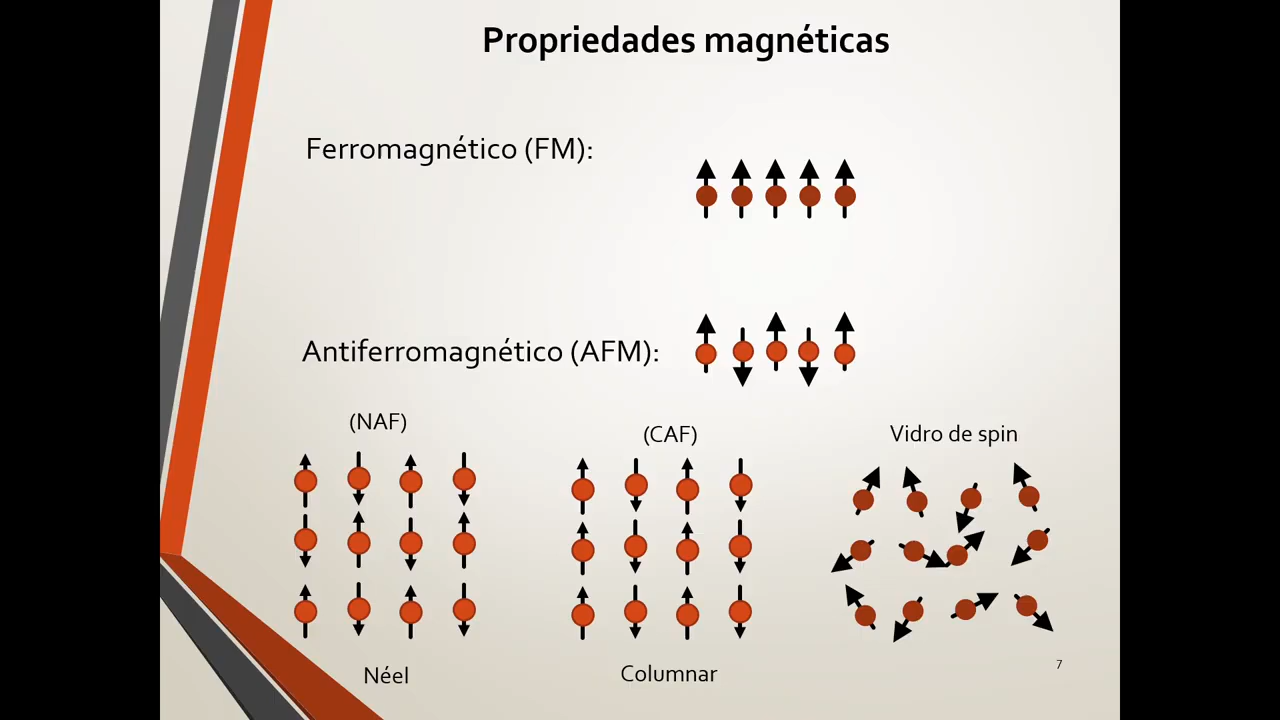 Propriedades magnéticas
Ferromagnético (FM):
Antiferromagnético (AFM):
(NAF)
(CAF)
Vidro de spin
Néel
Columnar
7